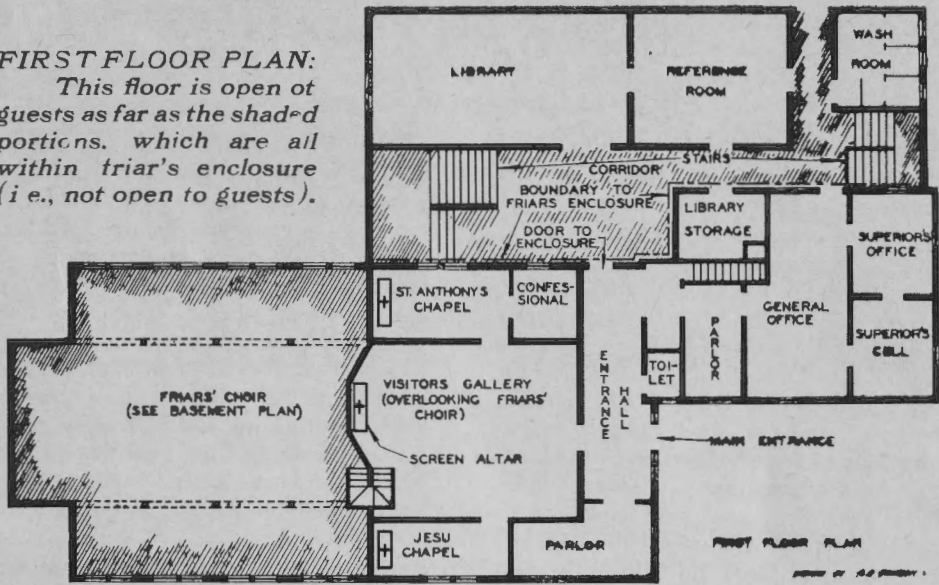 FIRST FLOOR PLAN:
This floor is open ot
guests as far as the shaded
portions. which are all
within friar's enclosure
(i e., not open to guests).
LIBRARY
REFERENCE
ROOM
WASH
ROOM
STAIRS
CORRIDOR
BOUNDARY TO
FRIARS ENCLOSURE
DOOR TO
ENCLOSURE
LIBRARY
STORAGE
SUPERIOR'S
OFFICE
SUPERIOR'S
CELL
GENERAL
OFFICE
PARLOR
TOI-
LET
ENTRANCE
HALL
MAIN ENTRANCE
ST. ANTHONYS
CHAPEL
CONFES-
SIONAL
VISITORS GALLERY
(OVERLOOKING FRIARS'
CHOIR)
SCREEN ALTAR
FRIARS' CHOIR
(SEE BASEMENT PLAN)
JESU
CHAPEL
PARLOR
FIRST FLOOR PLAN